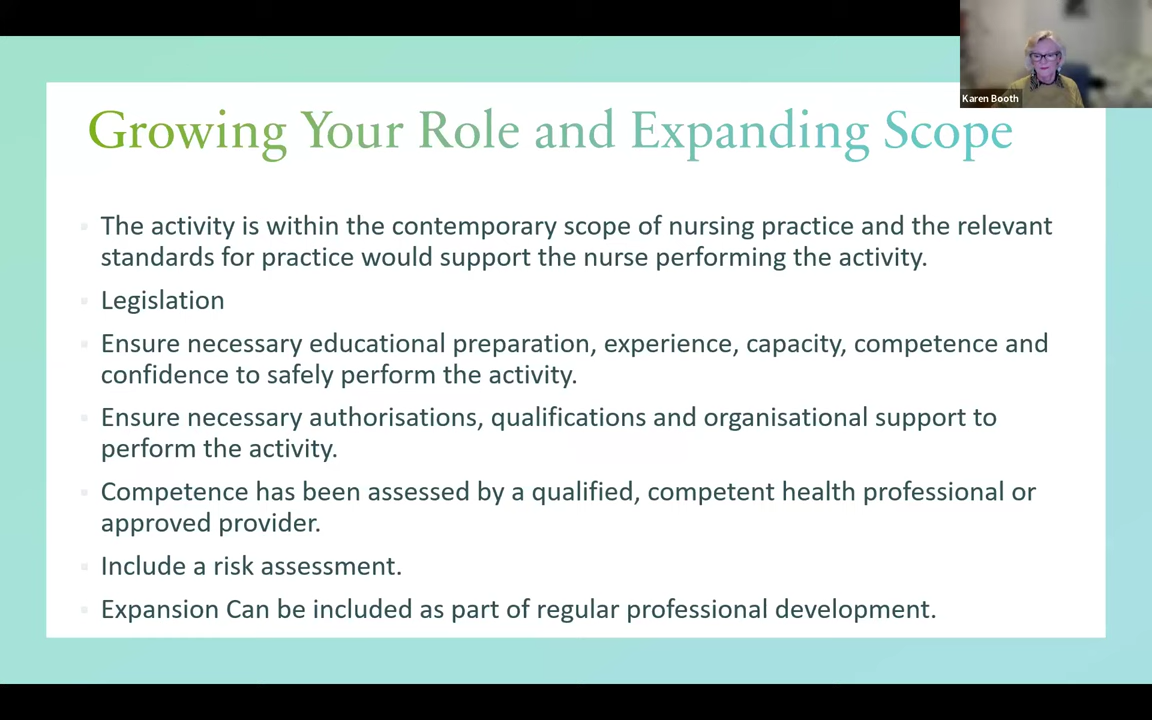 Karen Booth
Growing Your Role and Expanding Scope
The activity is within the contemporary scope of nursing practice and the relevant
standards for practice would support the nurse performing the activity.
Legislation
Ensure necessary educational preparation, experience, capacity, competence and
confidence to safely perform the activity.
Ensure necessary authorisations, qualifications and organisational support to
perform the activity.
Competence has been assessed by a qualified, competent health professional or
approved provider.
Include a risk assessment.
Expansion Can be included as part of regular professional development.